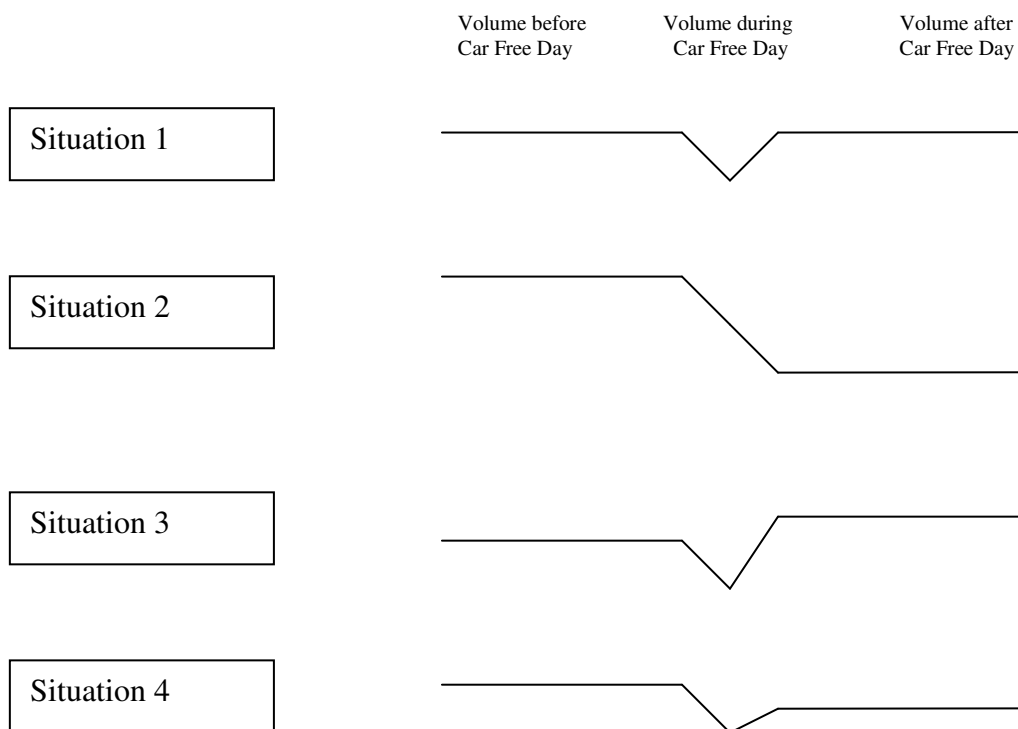 Volume before
Car Free Day
Volume during
Car Free Day
Volume after
Car Free Day
Situation 1
Situation 2
Situation 3
Situation 4